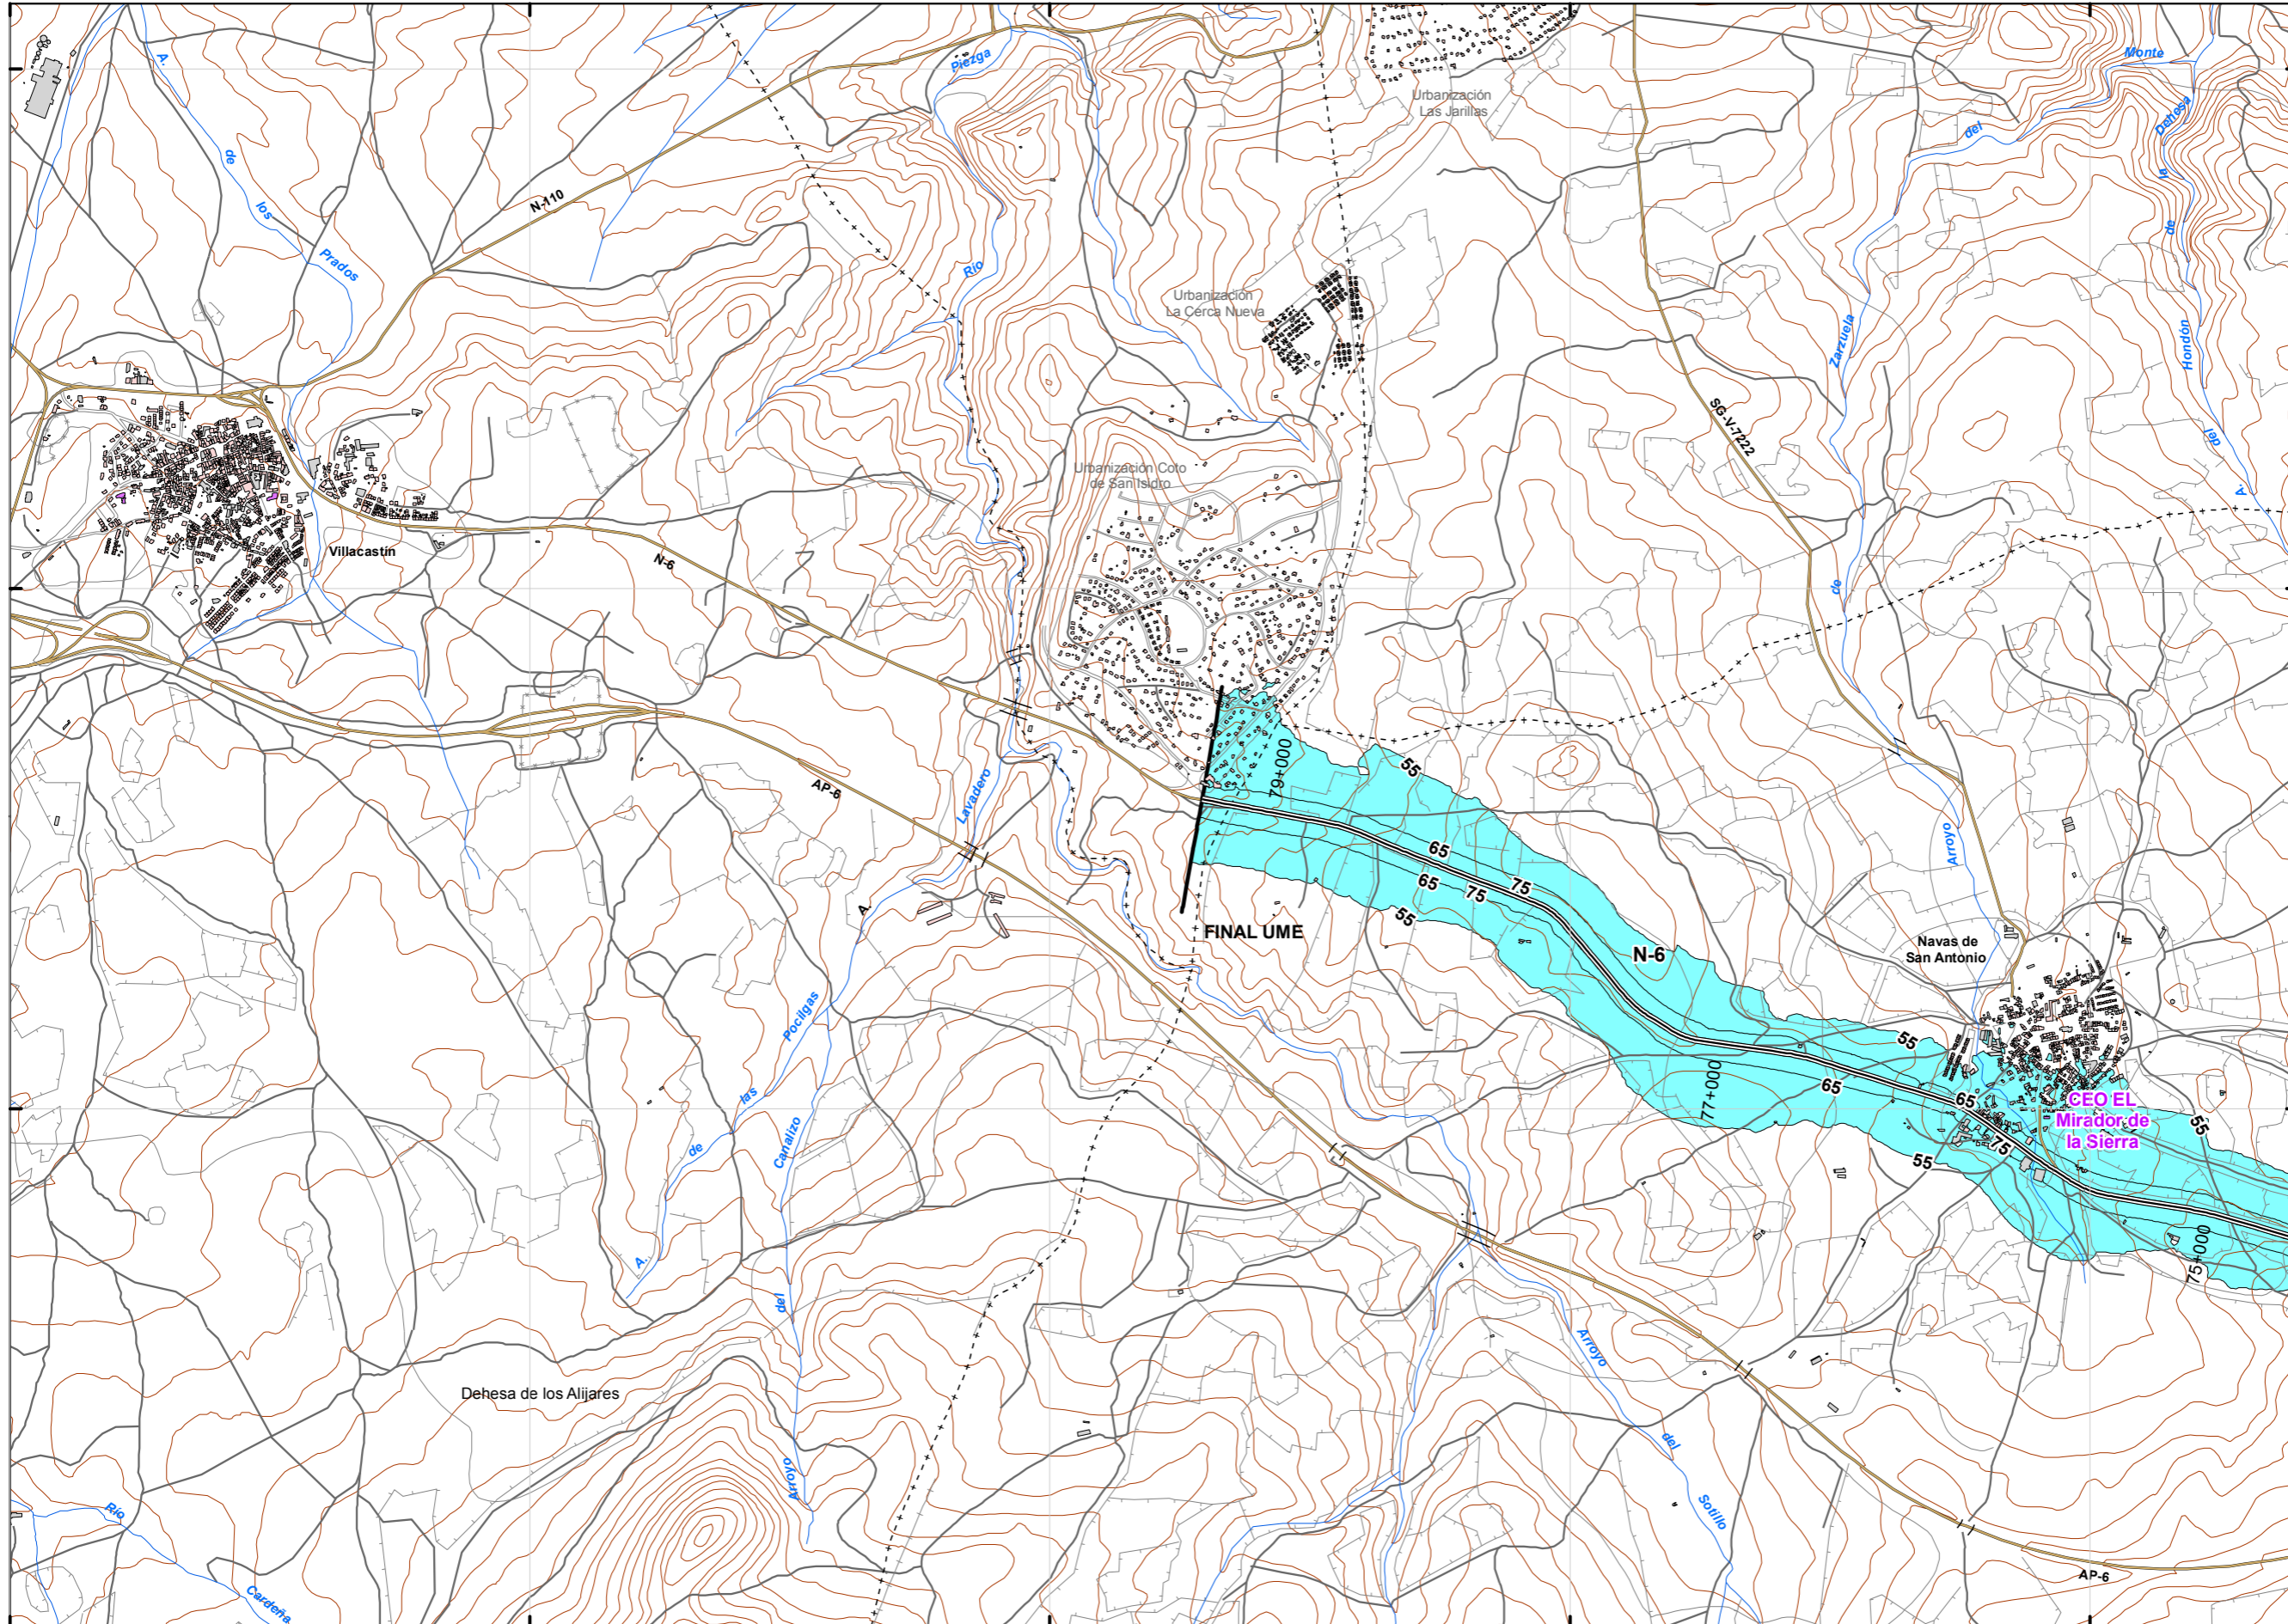 A.
de
los
Prados
N-110
Piezga
Río
Urbanización
Las Jarillas
Monte
del
Dehesa
la
de
Hondón
del
A.
Urbanización
La Cerca Nueva
Zarzuela
de
SG-V-7222
Urbanización Coto
de San Isidro
Villacastín
N-6
AP-6
Lavadero
A.
79+000
55
65
75
65
75
55
FINAL UME
N-6
Arroyo
Navas de
San Antonio
Pocilgas
las
de
A.
Canalizo
del
Arroyo
77+000
55
65
65
75
55
CEO EL
Mirador de
la Sierra
55
75+000
Arroyo
del
Sotillo
Dehesa de los Alijares
Río
Cardeña
AP-6